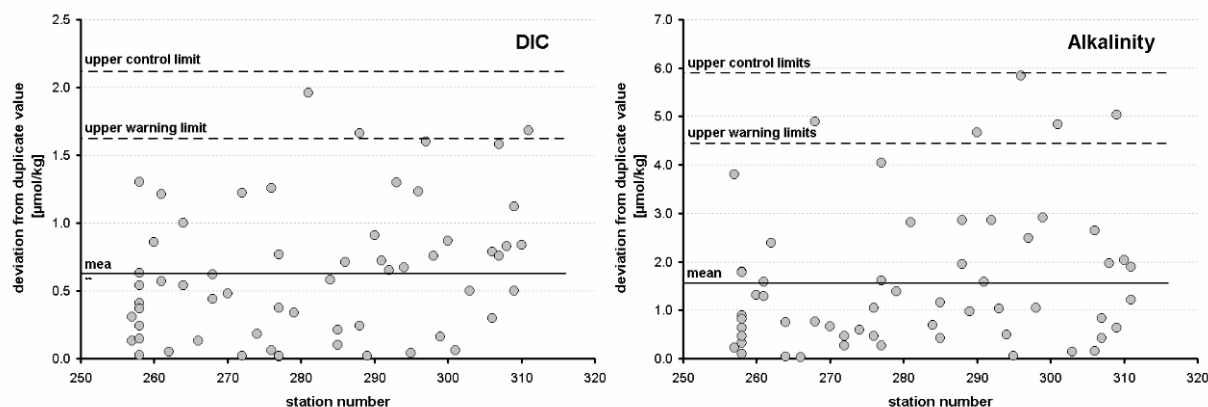 DIC
upper control limit
upper warning limit
mea
--
deviation from duplicate value
[µmol/kg]
2.5
2.0
1.5
1.0
0.5
0.0
250 260 270 280 290 300 310 320
station number
Alkalinity
upper control limits
upper warning limits
mean
deviation from duplicate value
[µmol/kg]
7.0
6.0
5.0
4.0
3.0
2.0
1.0
0.0
250 260 270 280 290 300 310 320
station number